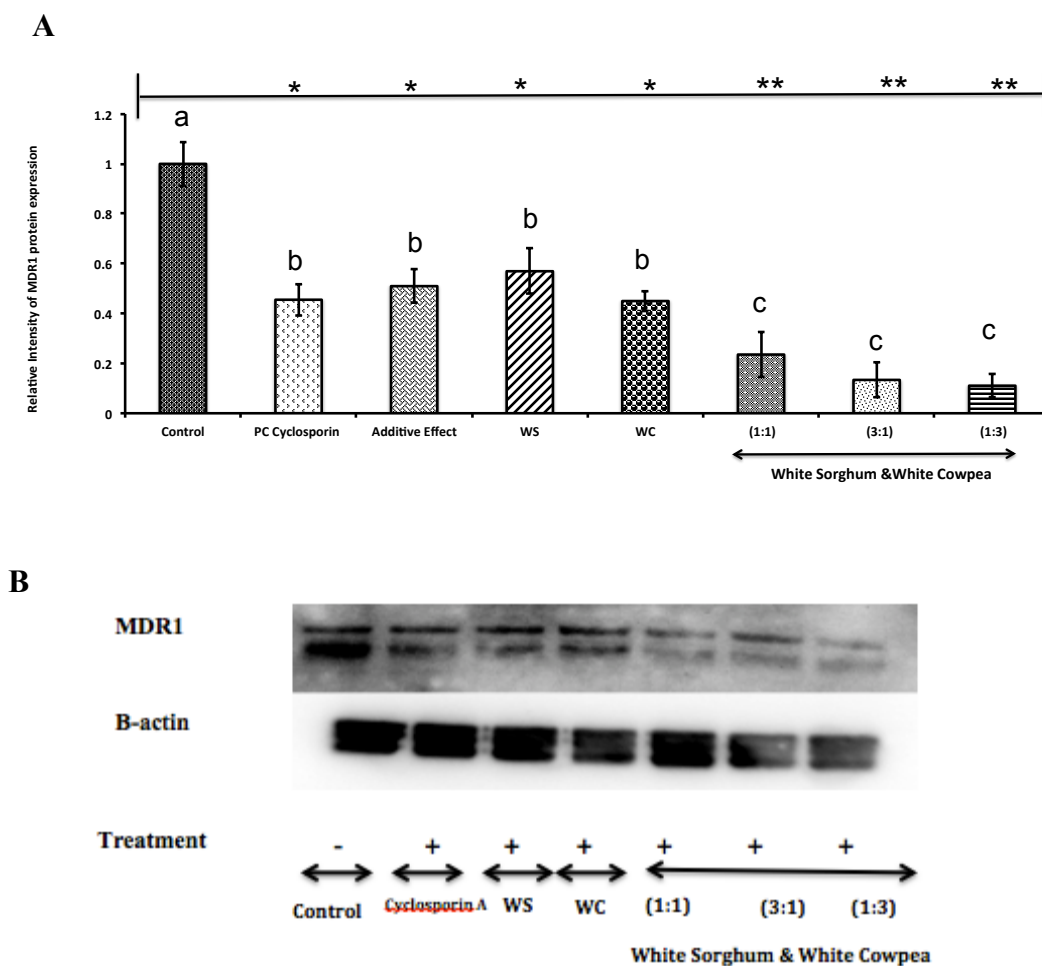 A
* * * * ** ** **
Relative Intensity of MDR1 protein expression
1.2
1
0.8
0.6
0.4
0.2
0
a
b
b
b
b
c
c
c
Control PC Cyclosporin Additive Effect WS WC (1:1) (3:1) (1:3)
White Sorghum &White Cowpea
B
MDR1
B-actin
Treatment - + + + + + +
Control Cyclosporin A WS WC (1:1) (3:1) (1:3)
White Sorghum & White Cowpea